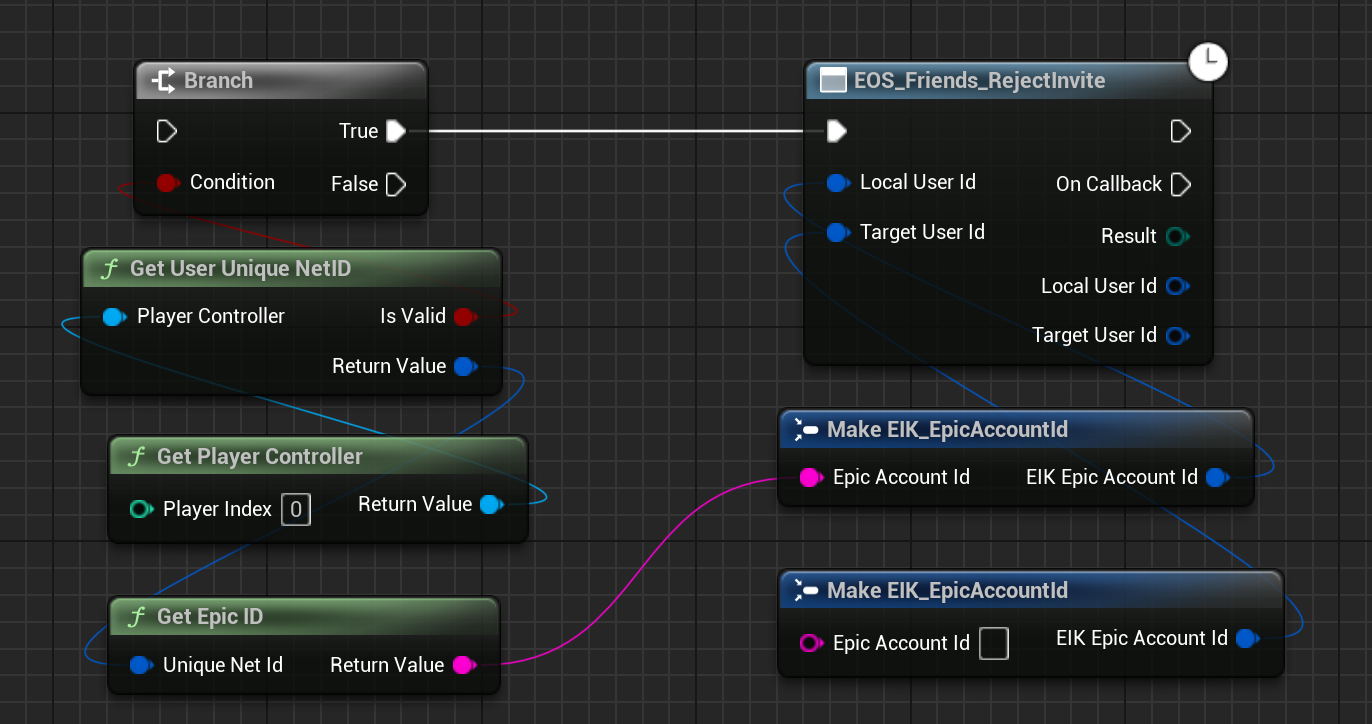 Branch
True
Condition
False
Get User Unique NetID
Player Controller
Is Valid
Return Value
Get Player Controller
Player Index 0
Return Value
Get Epic ID
Unique Net Id
Return Value
EOS_Friends_RejectInvite
Local User Id
On Callback
Target User Id
Result
Local User Id
Target User Id
Make EIK_EpicAccountId
Epic Account Id
EIK Epic Account Id
Make EIK_EpicAccountId
Epic Account Id
EIK Epic Account Id